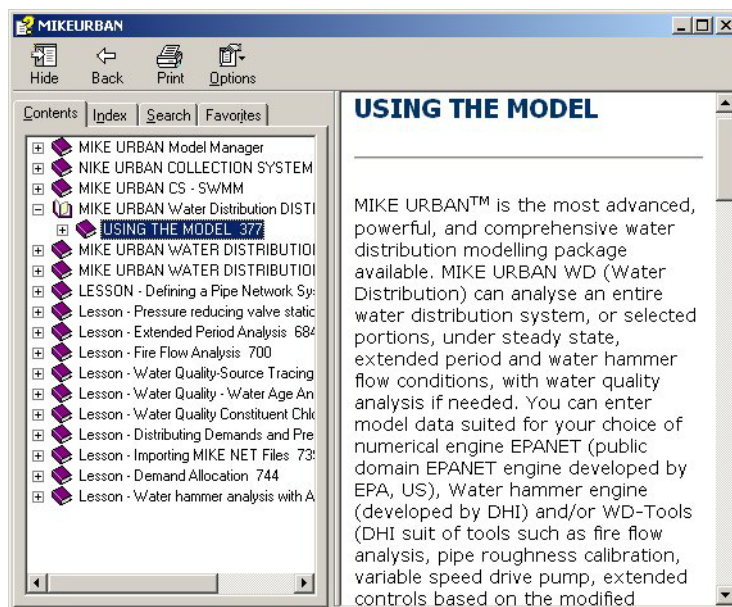 MIKEURBAN
Hide Back Print Options
Contents Index Search Favorites
MIKE URBAN Model Manager
NIKE URBAN COLLECTION SYSTEM
MIKE URBAN CS - SWMM
MIKE URBAN Water Distribution DISTI
USING THE MODEL 377
MIKE URBAN WATER DISTRIBUTIO
MIKE URBAN WATER DISTRIBUTIO
LESSON - Defining a Pipe Network Sy
Lesson - Pressure reducing valve static
Lesson - Extended Period Analysis 684
Lesson - Fire Flow Analysis 700
Lesson - Water Quality-Source Tracing
Lesson - Water Quality - Water Age An
Lesson - Water Quality Constituent Chl
Lesson - Distributing Demands and Pre
Lesson - Importing MIKE NET Files 73
Lesson - Demand Allocation 744
Lesson - Water hammer analysis with A
USING THE MODEL
MIKE URBAN™ is the most advanced,
powerful, and comprehensive water
distribution modelling package
available. MIKE URBAN WD (Water
Distribution) can analyse an entire
water distribution system, or selected
portions, under steady state,
extended period and water hammer
flow conditions, with water quality
analysis if needed. You can enter
model data suited for your choice of
numerical engine EPANET (public
domain EPANET engine developed by
EPA, US), Water hammer engine
(developed by DHI) and/or WD-Tools
(DHI suit of tools such as fire flow
analysis, pipe roughness calibration,
variable speed drive pump, extended
controls based on the modified